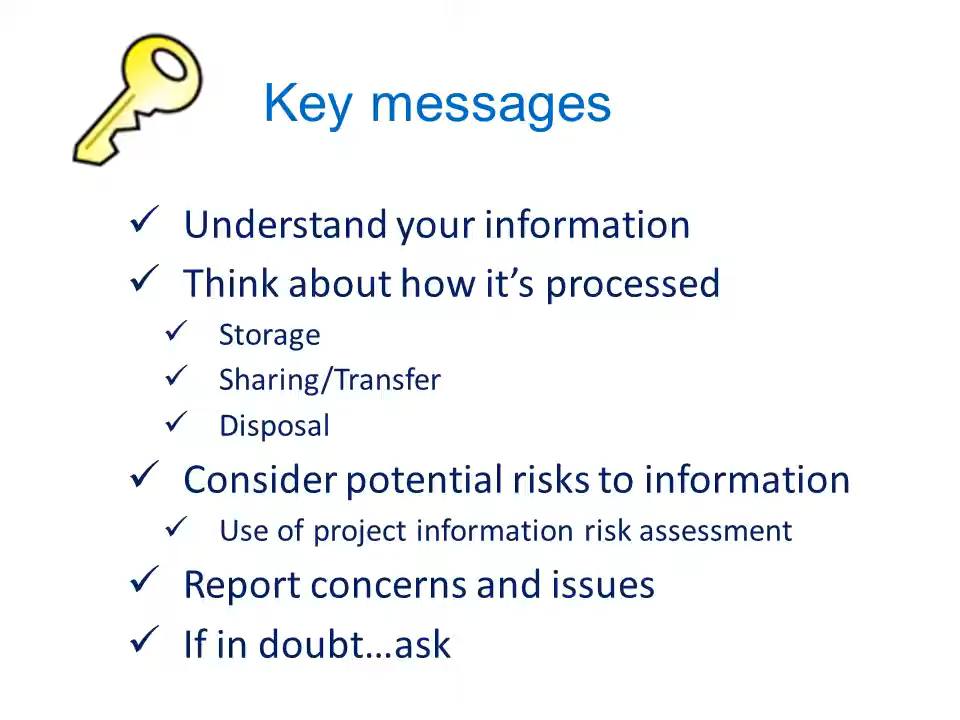 Key messages
✓ Understand your information
✓ Think about how it’s processed
✓ Storage
✓ Sharing/Transfer
✓ Disposal
✓ Consider potential risks to information
✓ Use of project information risk assessment
✓ Report concerns and issues
✓ If in doubt…ask